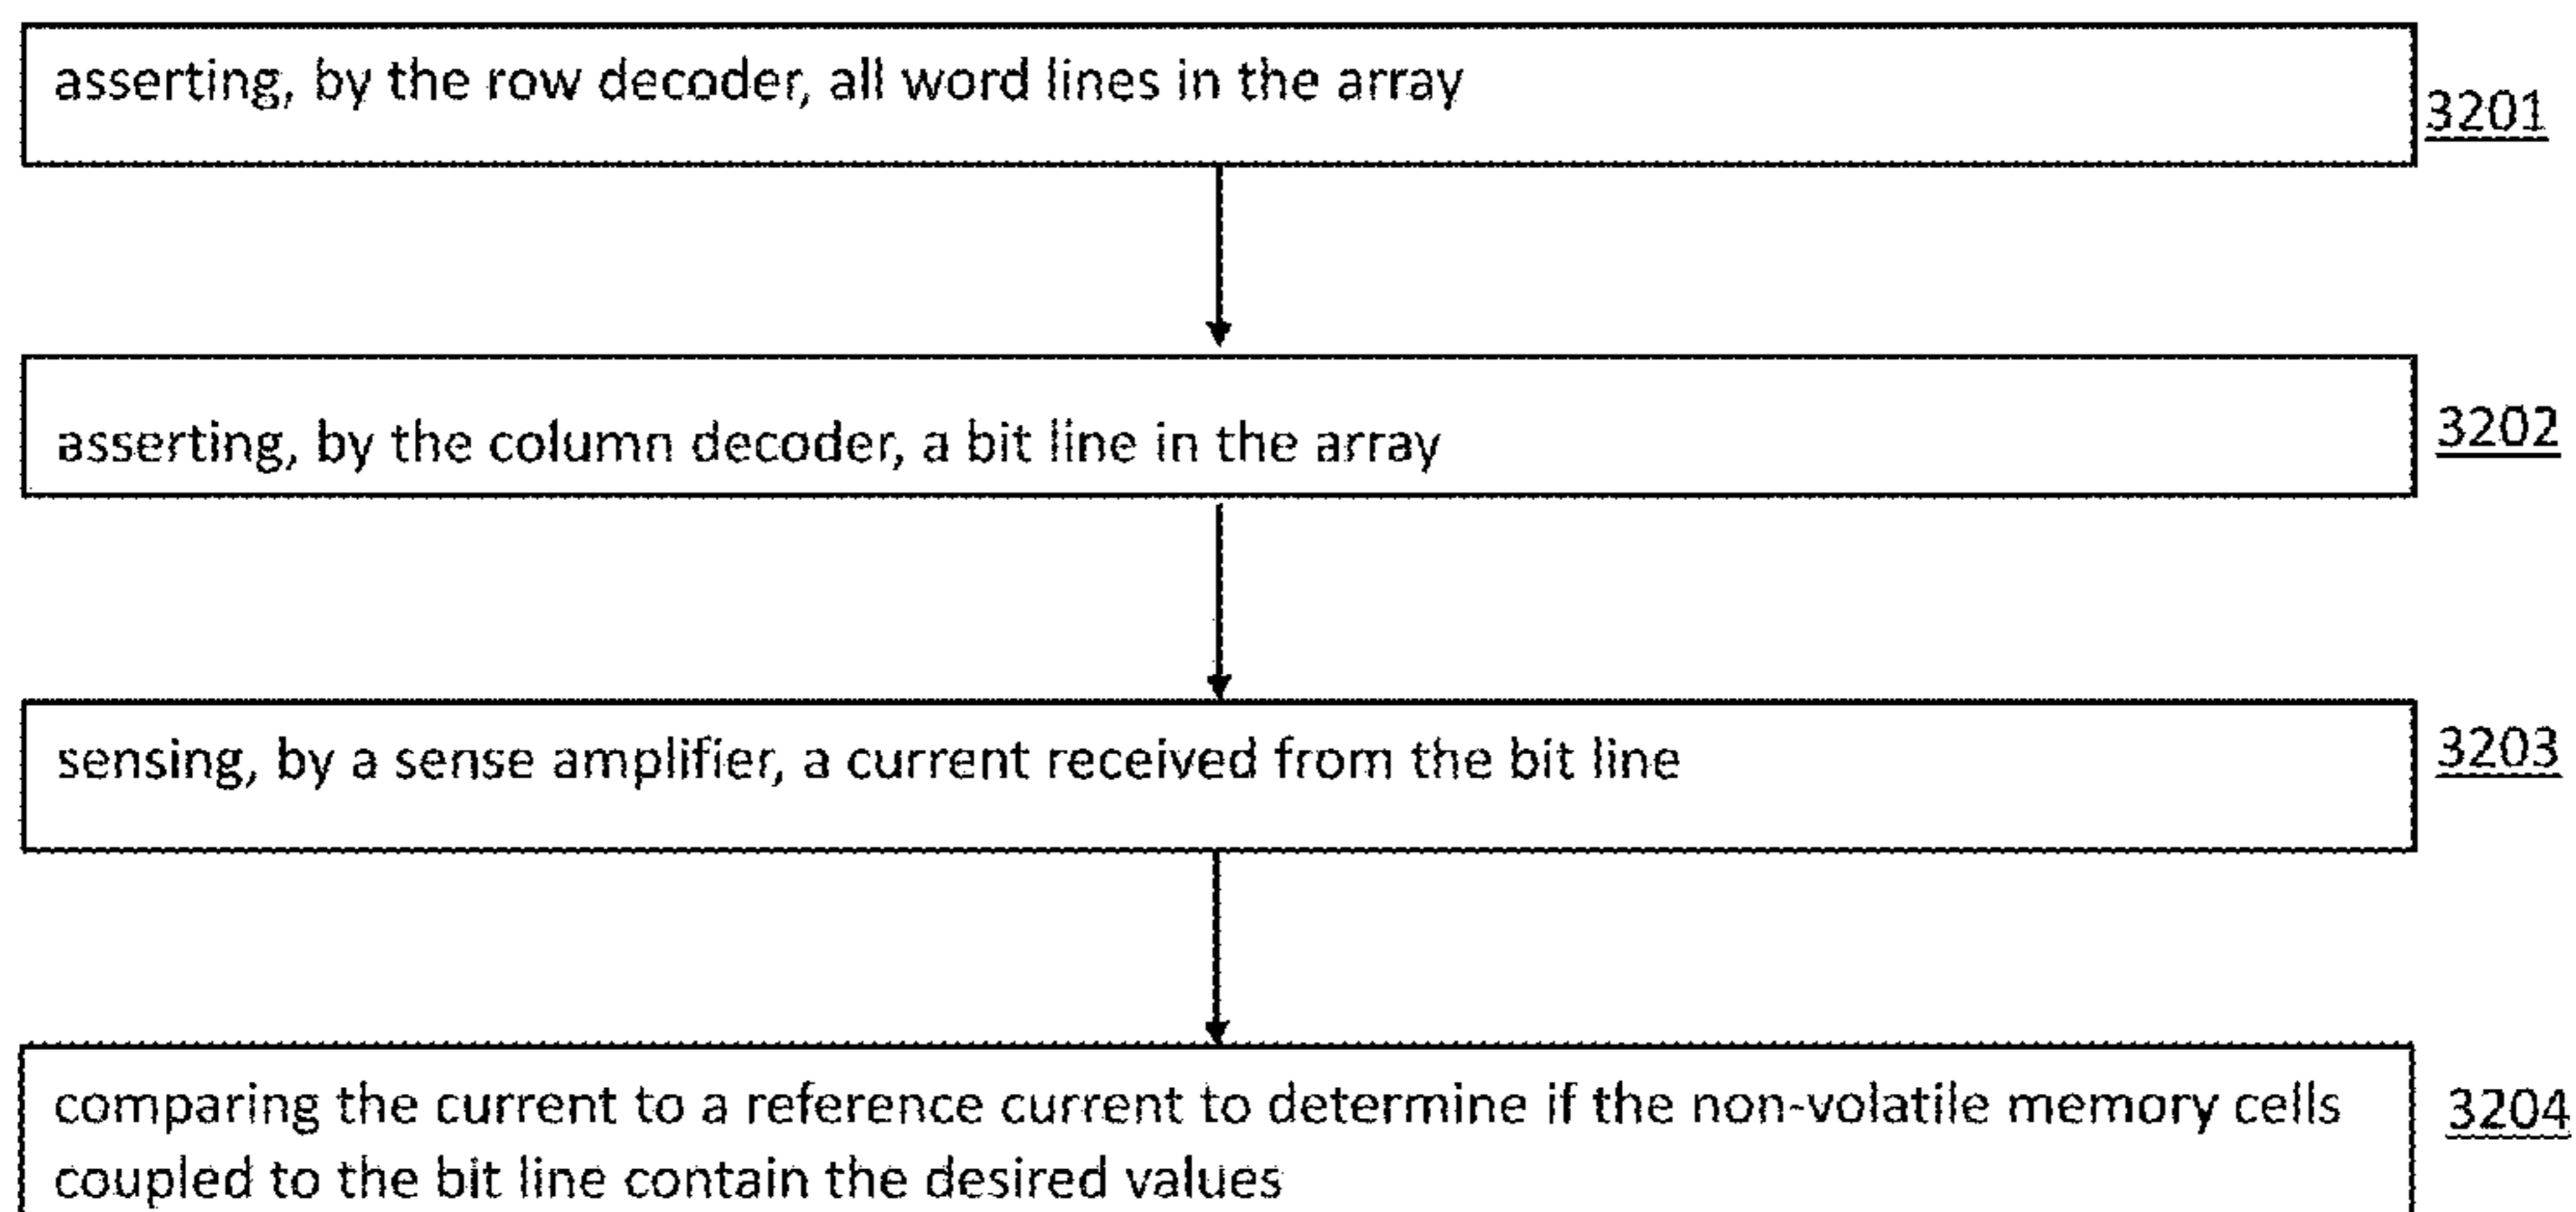 asserting, by the row decoder, all word lines in the array
3201
asserting, by the column decoder, a bit line in the array
3202
sensing, by a sense amplifier, a current received from the bit line
3203
comparing the current to a reference current to determine if the non-volatile memory cells
3204
coupled to the bit line contain the desired values